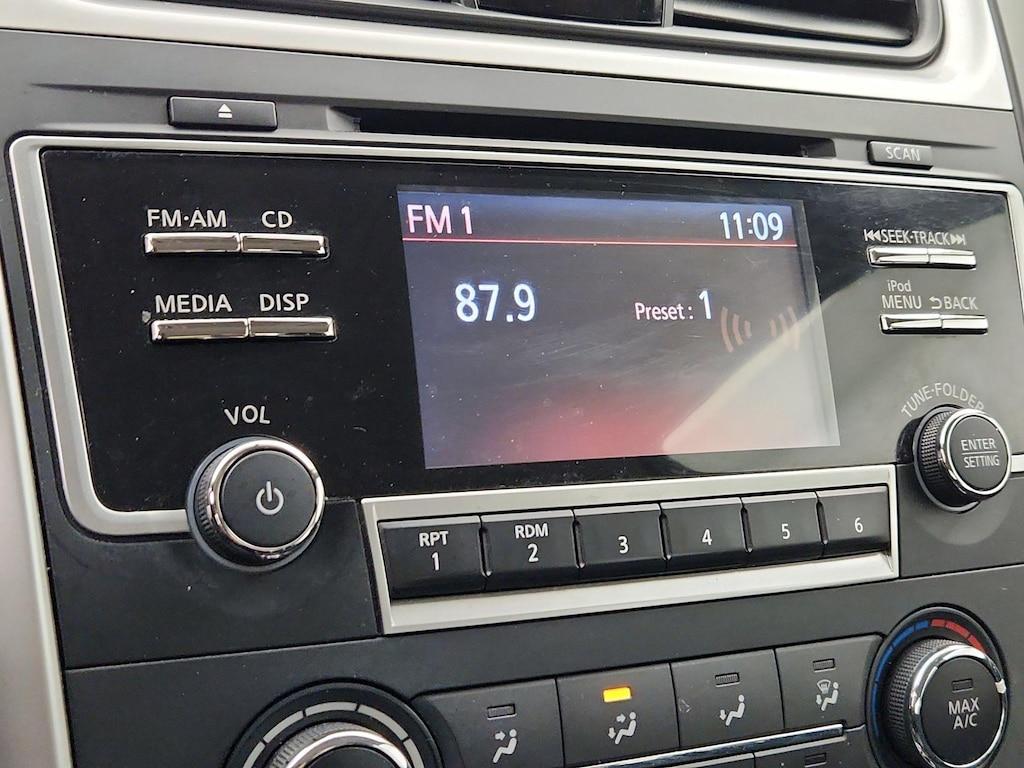 SCAN
FM·AM CD
MEDIA DISP
VOL
FM 1 11:09
87.9 Preset : 1
SEEK·TRACK
iPod
MENU BACK
TUNE·FOLDER
ENTER
SETTING
RPT RDM
1 2 3 4 5 6
MAX
A/C